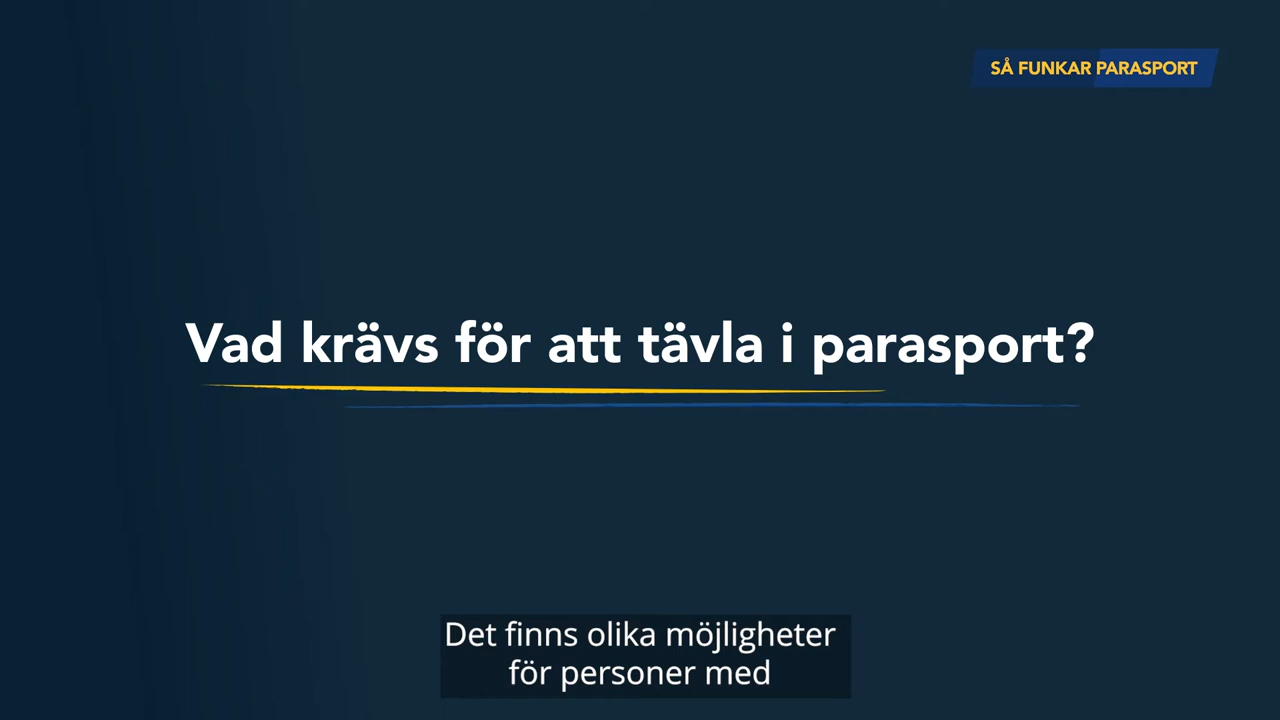 SÅ FUNKAR PARASPORT
Vad krävs för att tävla i parasport?
Det finns olika möjligheter
för personer med